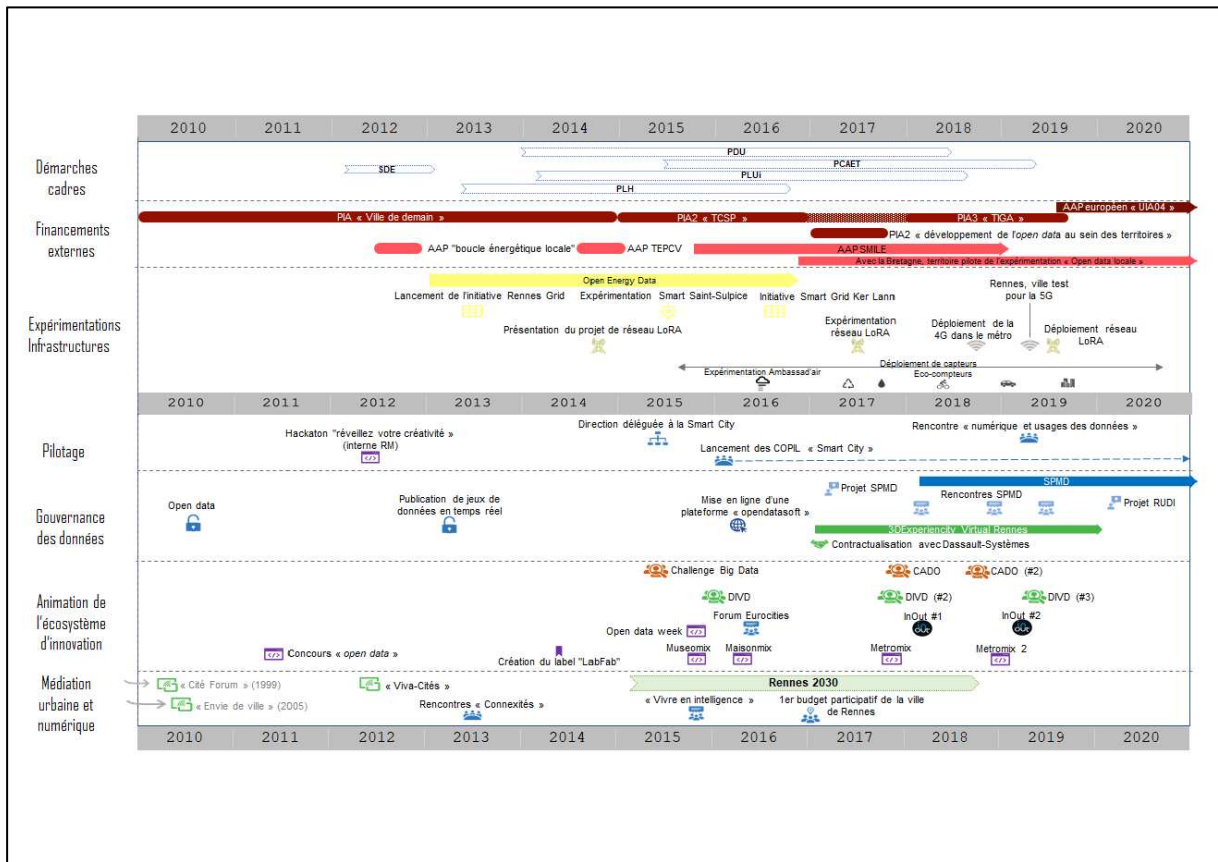 2010 2011 2012 2013 2014 2015 2016 2017 2018 2019 2020
Démarches
cadres
PDU
PCAET
SDE
PLUi
PLH
Financements
externes
AAP européen « UIA04 »
PIA « Ville de demain »
PIA2 « TCSP »
PIA3 « TIGA »
PIA2 « développement de l'open data au sein des territoires »
AAP "boucle énergétique locale"
AAP TEPCV
AAP SMILE
Avec la Bretagne, territoire pilote de l'expérimentation « Open data locale »
Expérimentations
Infrastructures
Open Energy Data
Lancement de l'initiative Rennes Grid
Expérimentation Smart Saint-Sulpice
Initiative Smart Grid Ker Lann
Rennes, ville test
pour la 5G
Présentation du projet de réseau LoRA
Expérimentation
réseau LoRA
Déploiement de la
4G dans le métro
Déploiement réseau
LoRA
Déploiement de capteurs
Expérimentation Ambassad'air
Eco-compteurs
2010 2011 2012 2013 2014 2015 2016 2017 2018 2019 2020
Pilotage
Hackaton "réveillez votre créativité »
(interne RM)
Direction déléguée à la Smart City
Lancement des COPIL « Smart City »
Rencontre « numérique et usages des données »
Gouvernance
des données
Open data
Publication de jeux de
données en temps réel
Mise en ligne d'une
plateforme « opendatasoft »
Projet SPMD
SPMD
Rencontres SPMD
Projet RUDI
3DExperiencity Virtual Rennes
Contractualisation avec Dassault-Systèmes
Animation de
l'écosystème
d'innovation
Challenge Big Data
CADO
CADO (#2)
DIVD
DIVD (#2)
DIVD (#3)
Forum Eurocities
InOut #1
InOut #2
Open data week
Concours « open data »
Création du label "LabFab"
Museomix
Maisonmix
Metromix
Metromix 2
Médiation
urbaine et
numérique
« Cité Forum » (1999)
« Viva-Cités »
Rennes 2030
« Envie de ville » (2005)
Rencontres « Connexités »
« Vivre en intelligence »
1er budget participatif de la ville
de Rennes
2010 2011 2012 2013 2014 2015 2016 2017 2018 2019 2020